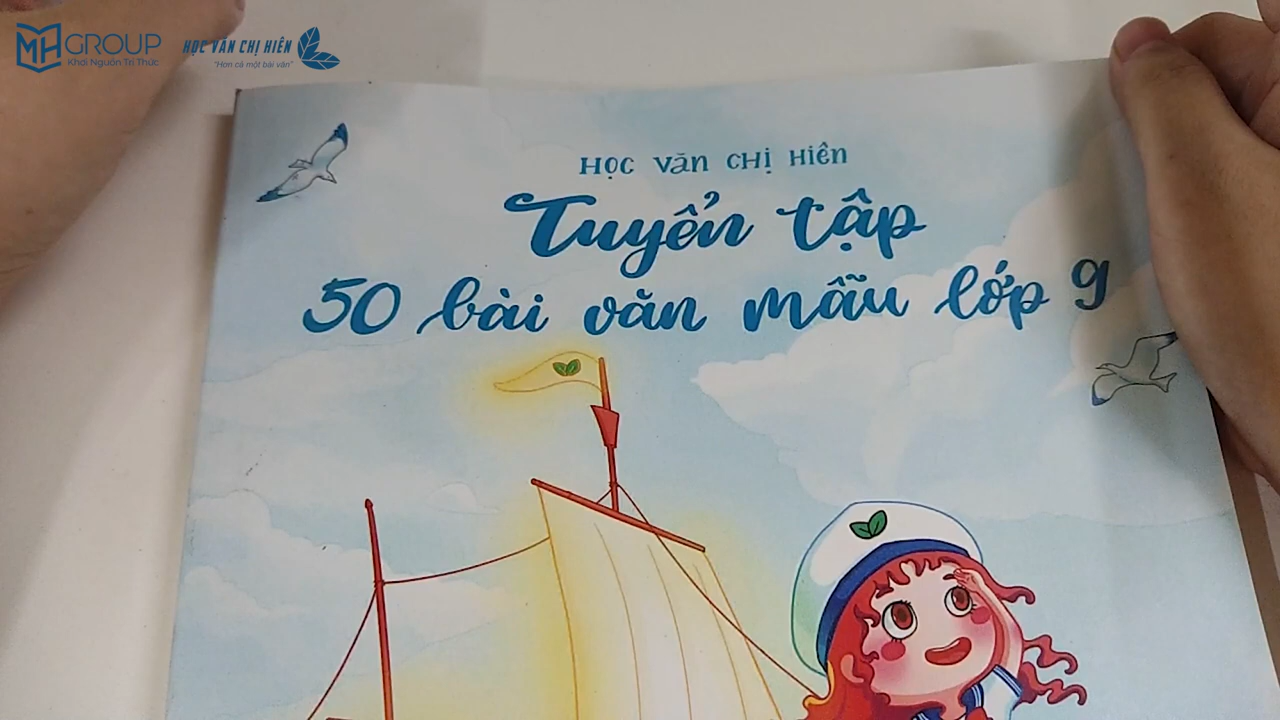 MH GROUP
Khơi Nguồn Tri Thức
HỌC VĂN CHỊ HIÊN
"Hơn cả một bài văn"
HỌC VĂN CHỊ HIÊN
Tuyển tập
50 bài văn mẫu lớp 9